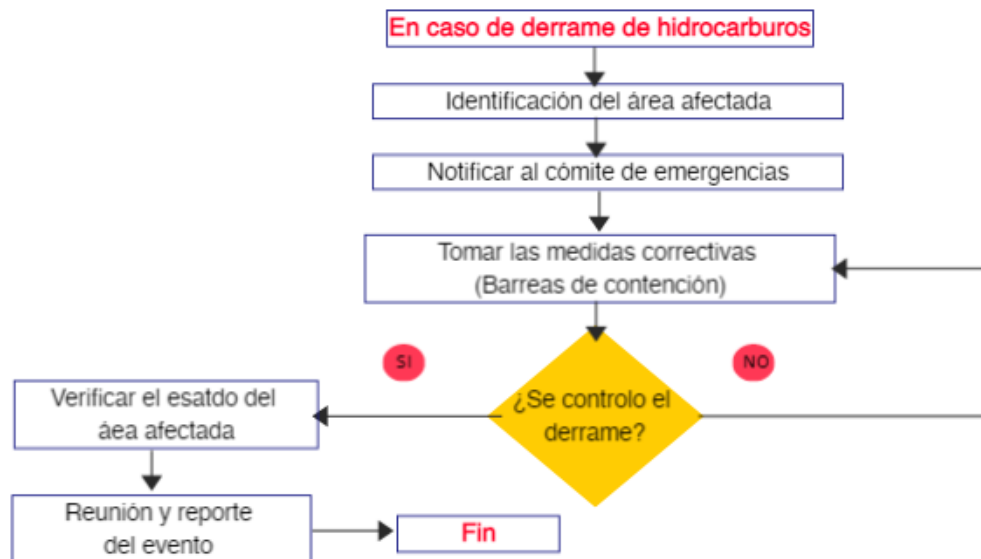 En caso de derrame de hidrocarburos
Identificación del área afectada
Notificar al cómite de emergencias
Tomar las medidas correctivas
(Barreas de contención)
SI
NO
¿Se controlo el
derrame?
Verificar el esatdo del
áea afectada
Reunión y reporte
del evento
Fin